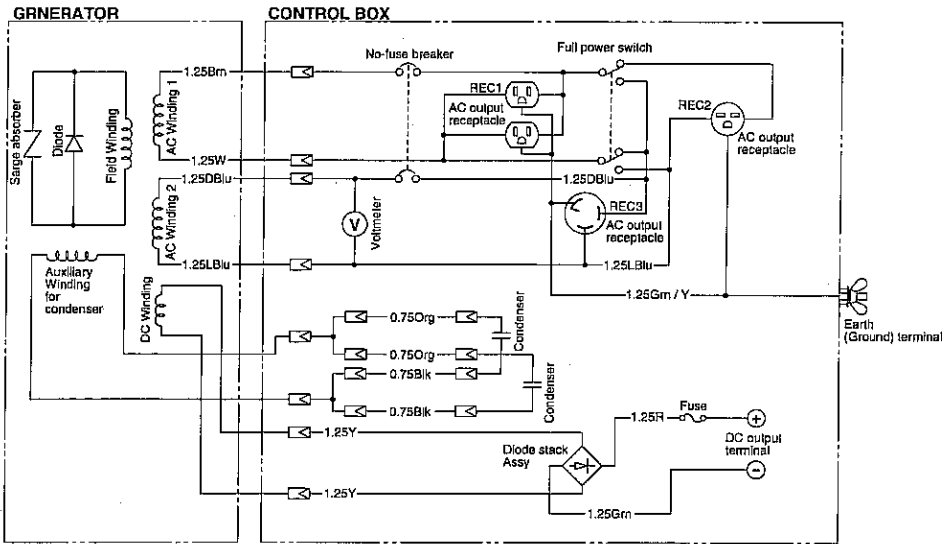 GRNERATOR
CONTROL BOX
Sarge absorber
Diode
Field Winding
AC Winding 1
AC Winding 2
1.25Brn
1.25W
1.25DBlu
1.25LBlu
No-fuse breaker
Full power switch
REC1
AC output
receptacle
REC2
AC output
receptacle
1.25DBlu
REC3
AC output
receptacle
V
Voltmeter
1.25LBlu
1.25Grn / Y
Earth
(Ground) terminal
Auxiliary
Winding
for
condenser
DC Winding
0.75Org
0.75Org
0.75Blk
0.75Blk
Condenser
Condenser
1.25Y
1.25Y
Diode stack
Assy
1.25R
Fuse
+
DC output
terminal
−
1.25Grn